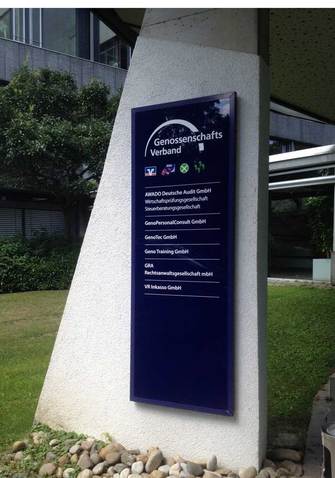 Genossenschafts
Verband
AWADO Deutsche Audit GmbH
Wirtschaftsprüfungsgesellschaft
Steuerberatungsgesellschaft
GenoPersonalConsult GmbH
GenoTec GmbH
Geno Training GmbH
GRA
Rechtsanwaltsgesellschaft mbH
VR Inkasso GmbH